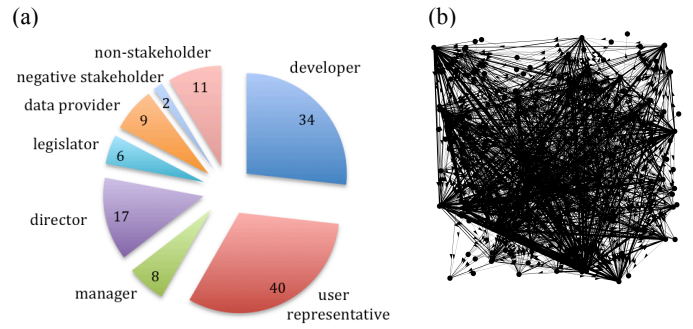 (a)
(b)
non-stakeholder
11
developer
34
negative stakeholder
2
data provider
9
legislator
6
director
17
manager
8
40
user
representative